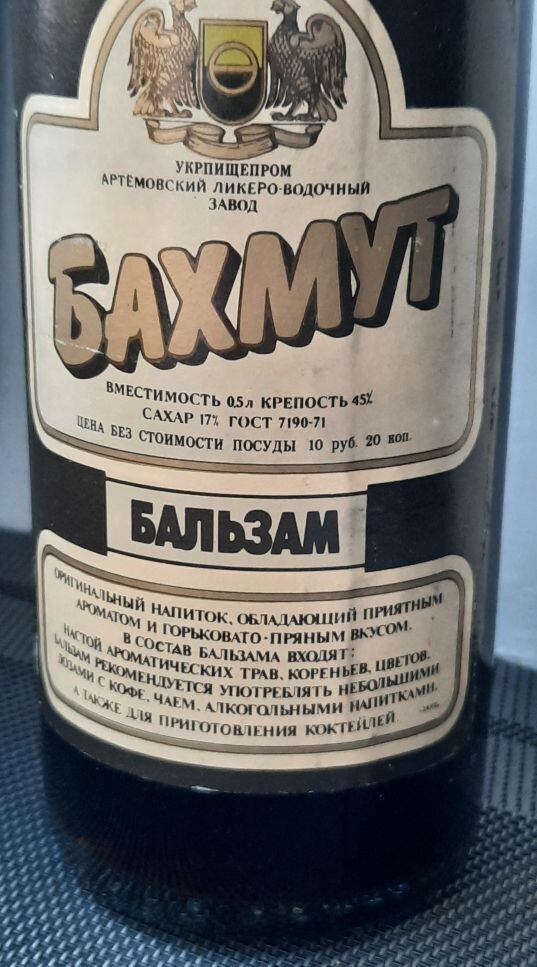 УКРПИЩЕПРОМ
АРТЕМОВСКИЙ ЛИКЕРО-ВОДОЧНЫЙ
ЗАВОД
БАХМУТ
ВМЕСТИМОСТЬ 0,5 л КРЕПОСТЬ 45%
САХАР 17% ГОСТ 7190-71
ЦЕНА БЕЗ СТОИМОСТИ ПОСУДЫ 10 руб. 20 коп.
БАЛЬЗАМ
ОРИГИНАЛЬНЫЙ НАПИТОК, ОБЛАДАЮЩИЙ ПРИЯТНЫМ
АРОМАТОМ И ГОРЬКОВАТО-ПРЯНЫМ ВКУСОМ.
В СОСТАВ БАЛЬЗАМА ВХОДЯТ:
НАСТОЙ АРОМАТИЧЕСКИХ ТРАВ, КОРЕНЬЕВ, ЦВЕТОВ.
БАЛЬЗАМ РЕКОМЕНДУЕТСЯ УПОТРЕБЛЯТЬ НЕБОЛЬШИМИ
ДОЗАМИ С КОФЕ, ЧАЕМ, АЛКОГОЛЬНЫМИ НАПИТКАМИ,
А ТАКЖЕ ДЛЯ ПРИГОТОВЛЕНИЯ КОКТЕЙЛЕЙ